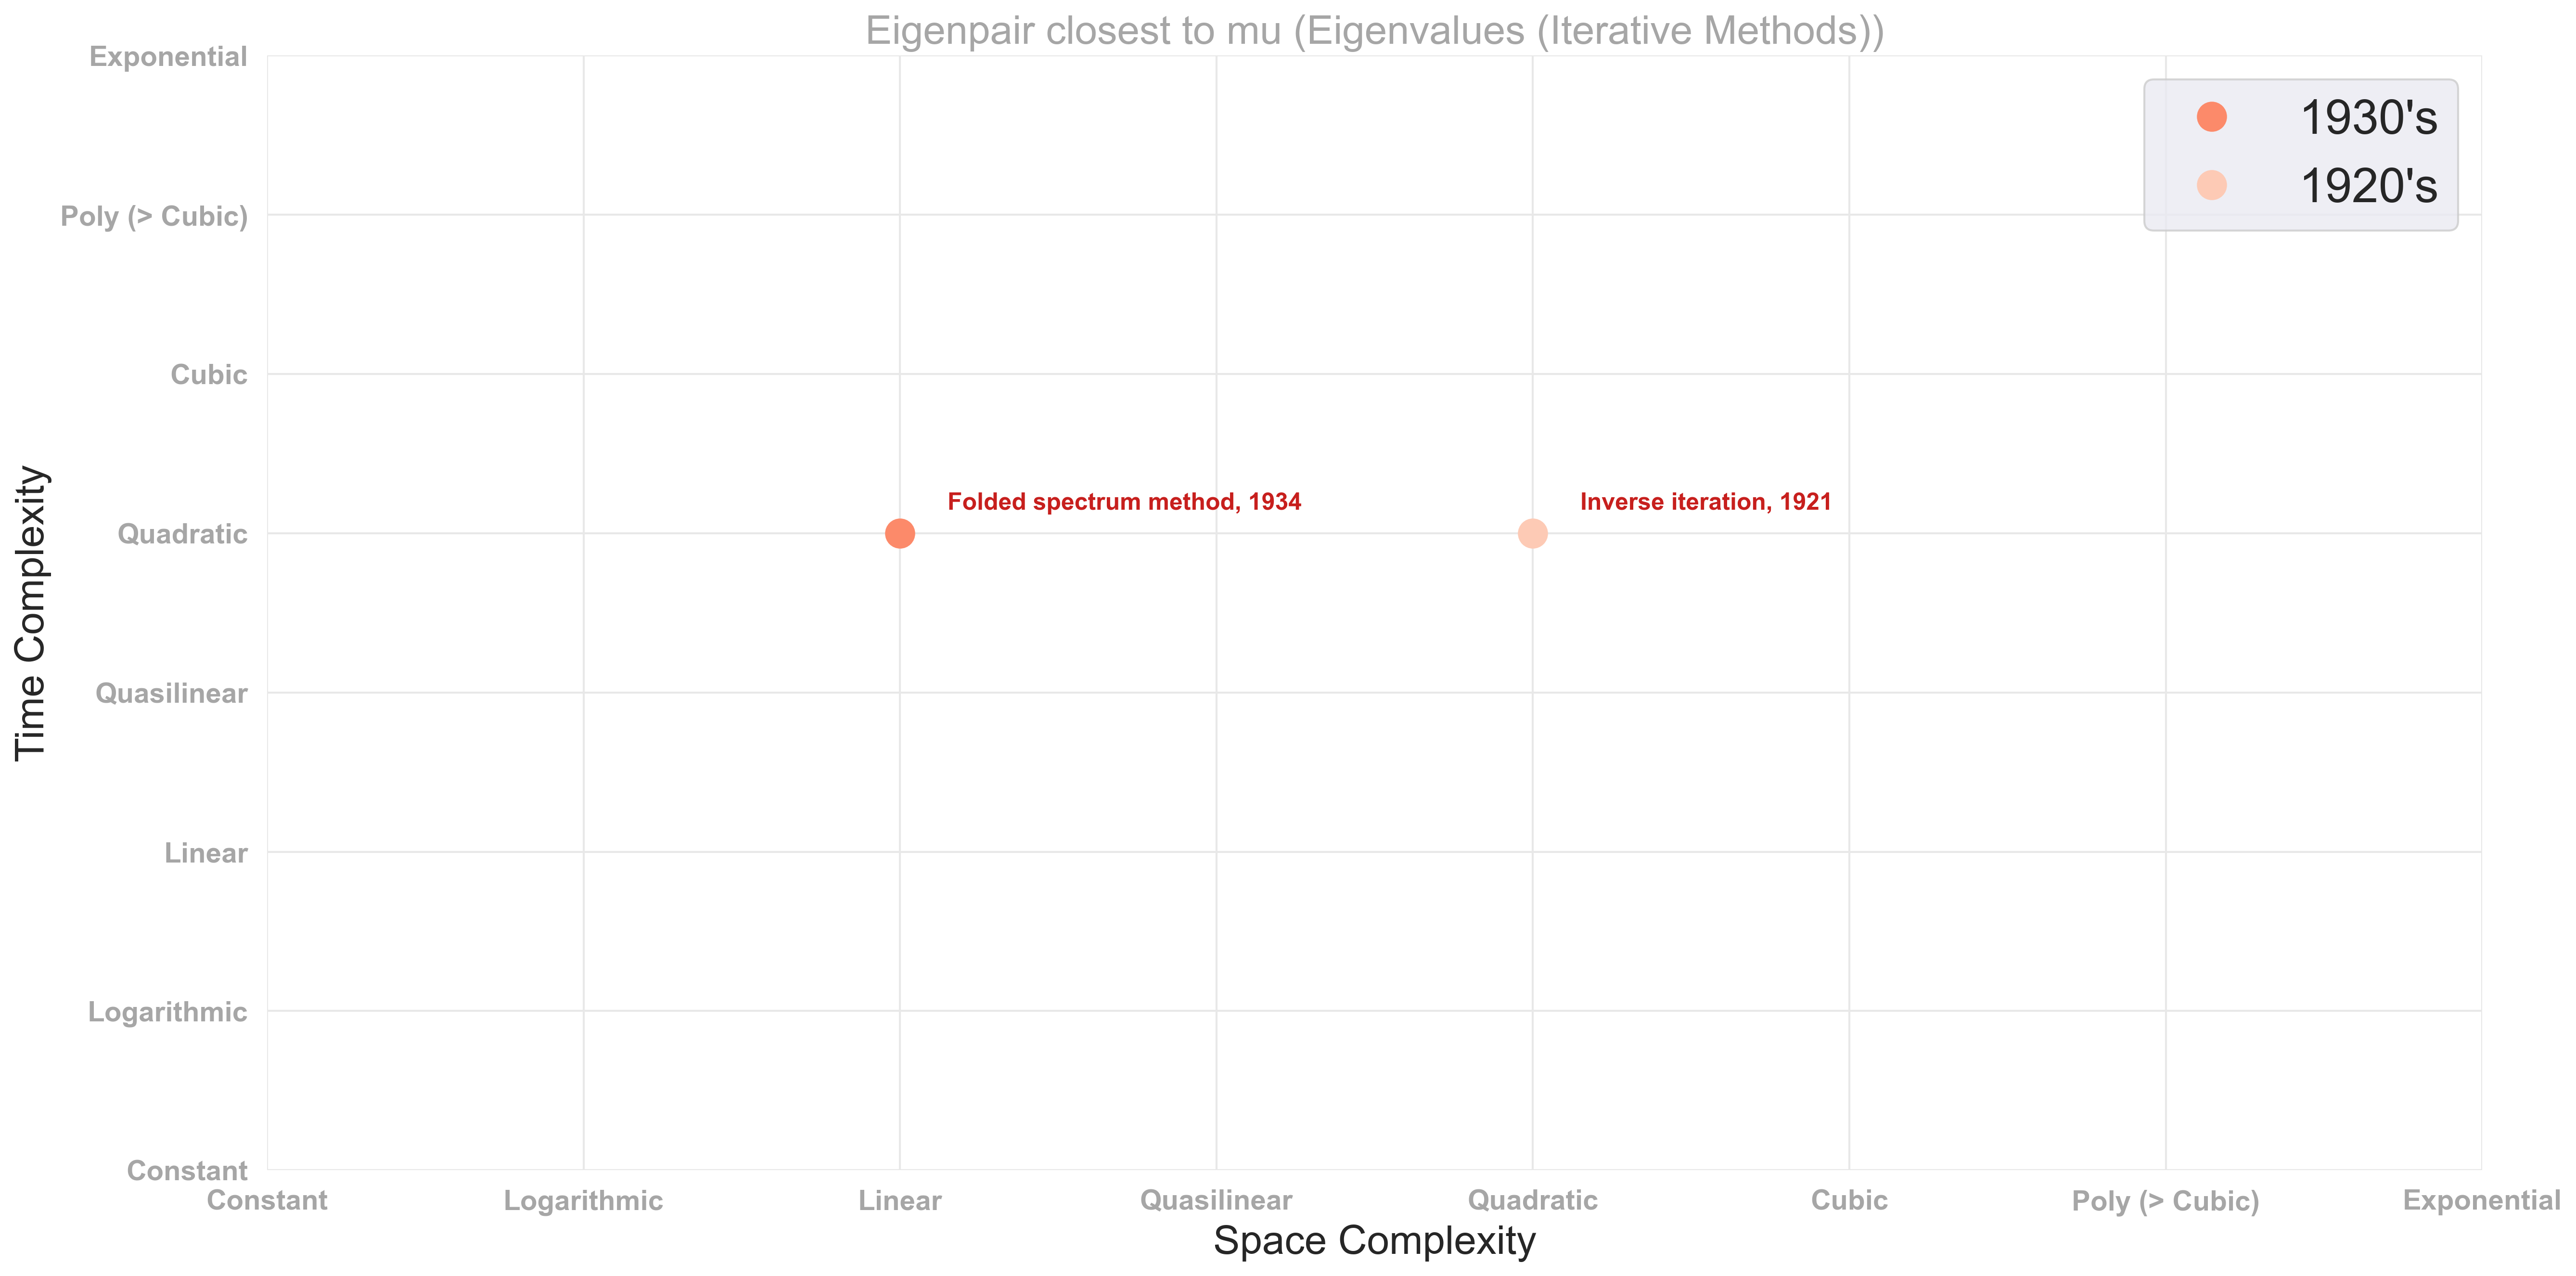 Eigenpair closest to mu (Eigenvalues (Iterative Methods))
1930's
1920's
Time Complexity
Exponential
Poly (> Cubic)
Cubic
Quadratic
Quasilinear
Linear
Logarithmic
Constant
Folded spectrum method, 1934
Inverse iteration, 1921
Constant
Logarithmic
Linear
Quasilinear
Quadratic
Cubic
Poly (> Cubic)
Exponential
Space Complexity